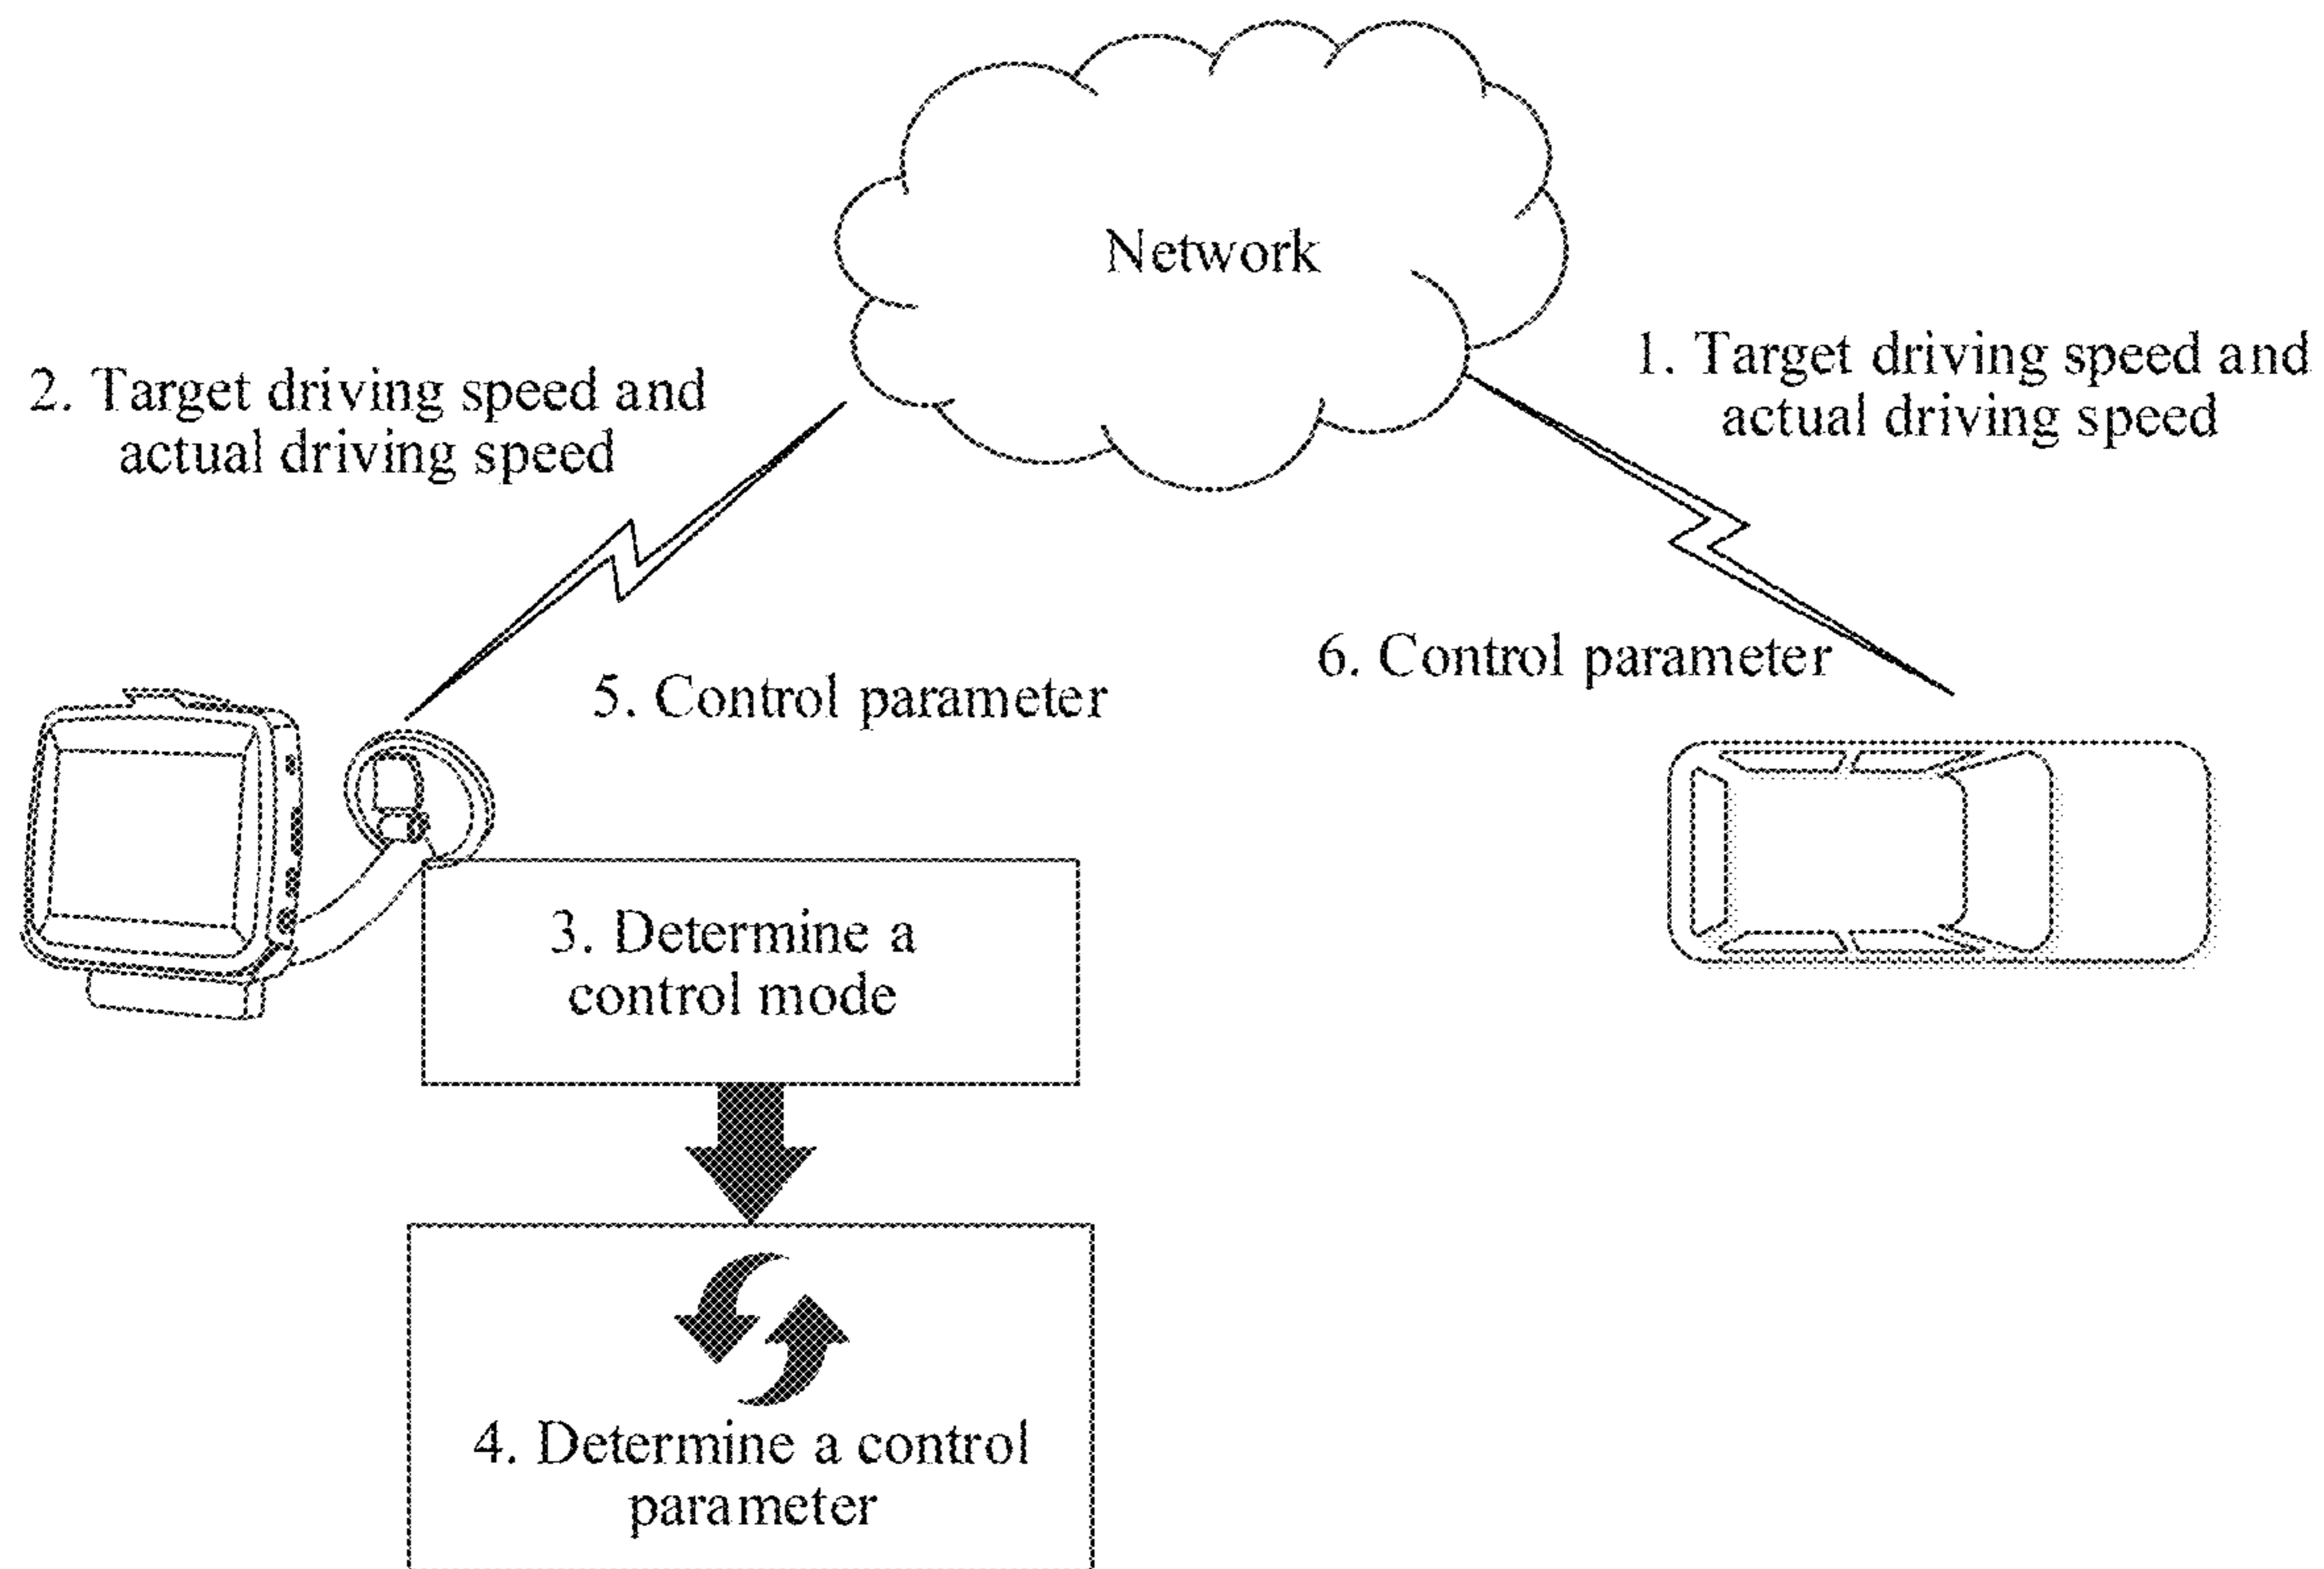 Network
1. Target driving speed and
actual driving speed
2. Target driving speed and
actual driving speed
6. Control parameter
5. Control parameter
3. Determine a
control mode
4. Determine a control
parameter